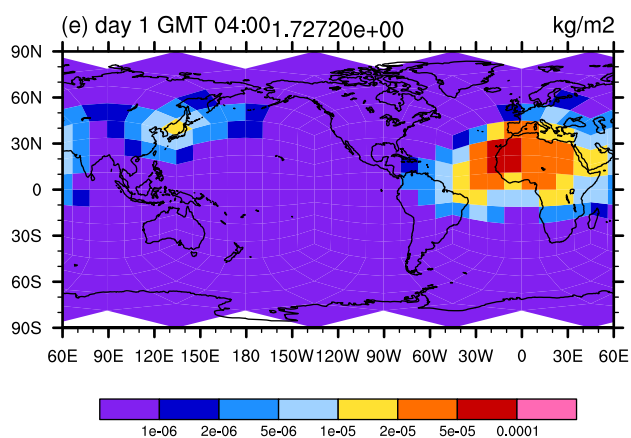 (e) day 1 GMT 04:00 1.72720e+00 kg/m2
90N
60N
30N
0
30S
60S
90S
60E 90E 120E 150E 180 150W 120W 90W 60W 30W 0 30E 60E
1e-06 2e-06 5e-06 1e-05 2e-05 5e-05 0.0001